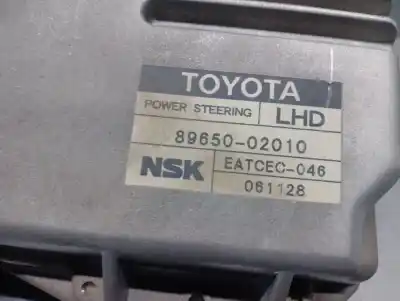 TOYOTA
POWER STEERING LHD
89650-02010
NSK EATCEC-046
061128